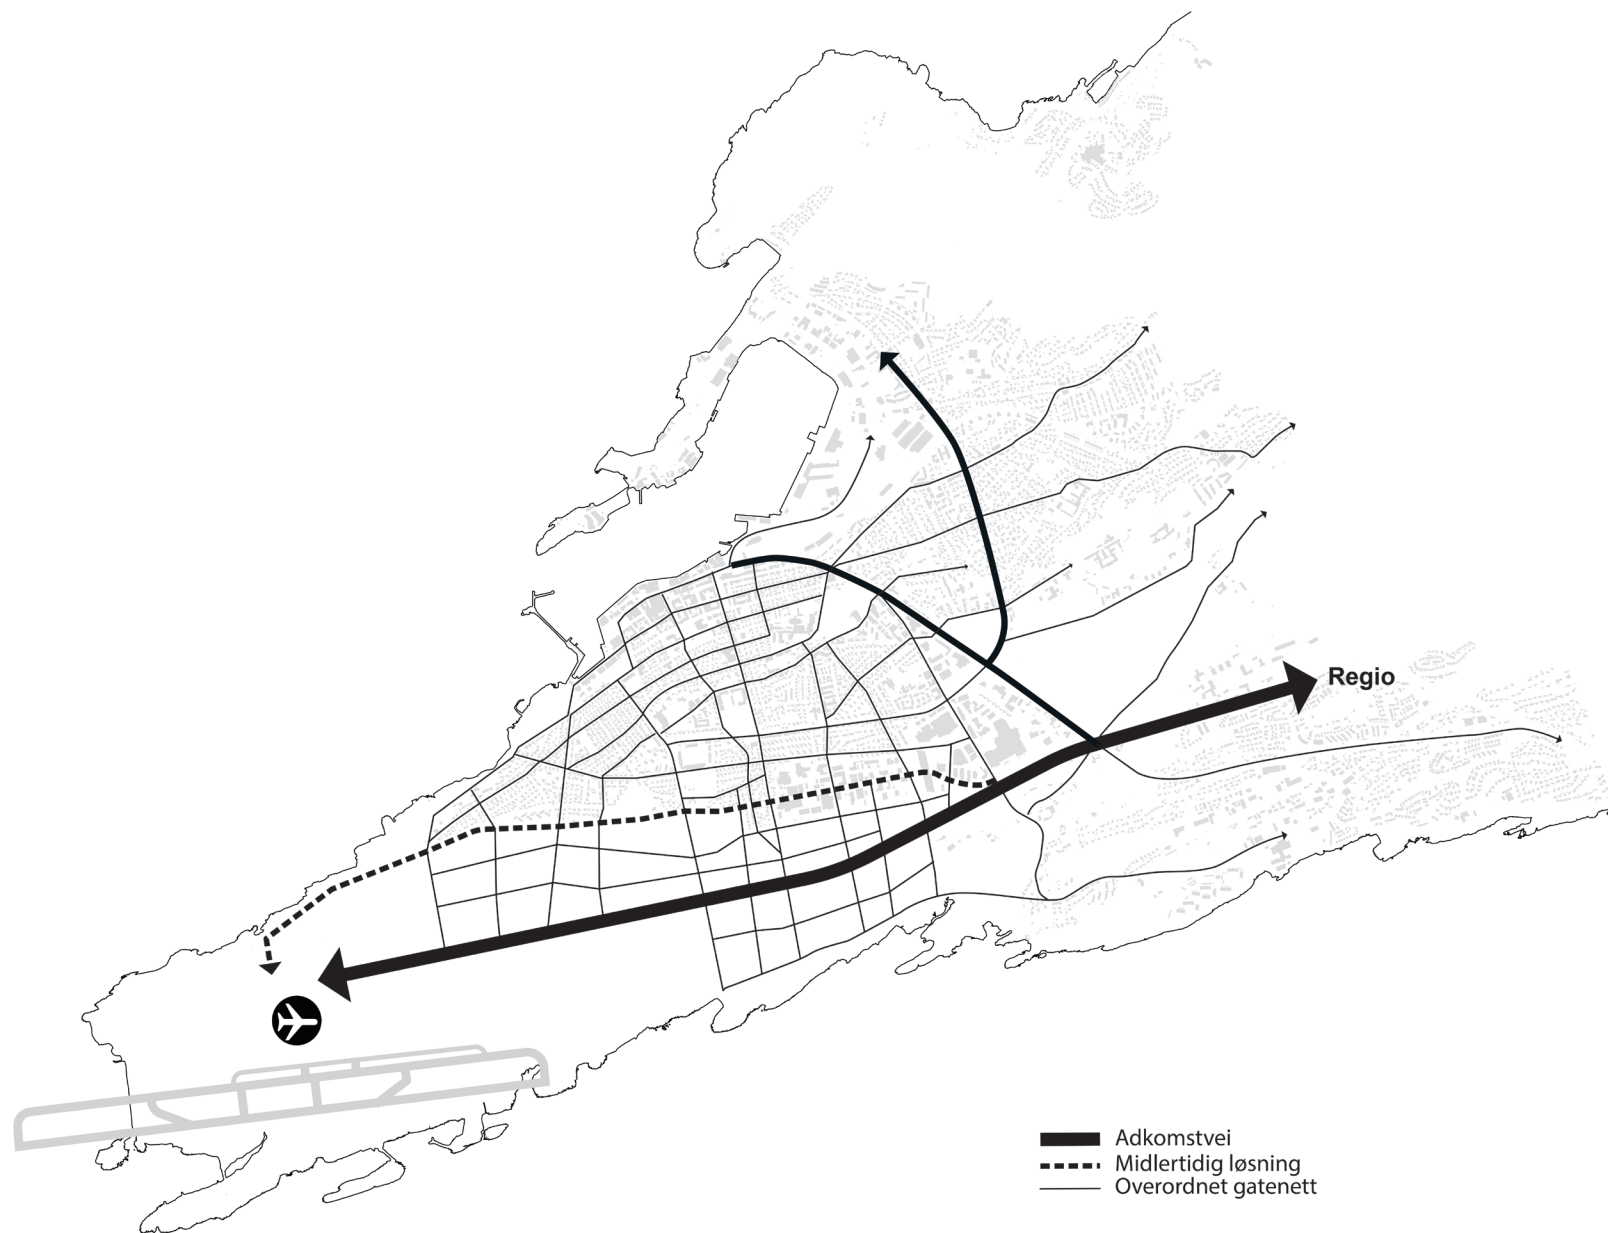 Regio
Adkomstvei
Midlertidig løsning
Overordnet gatenett